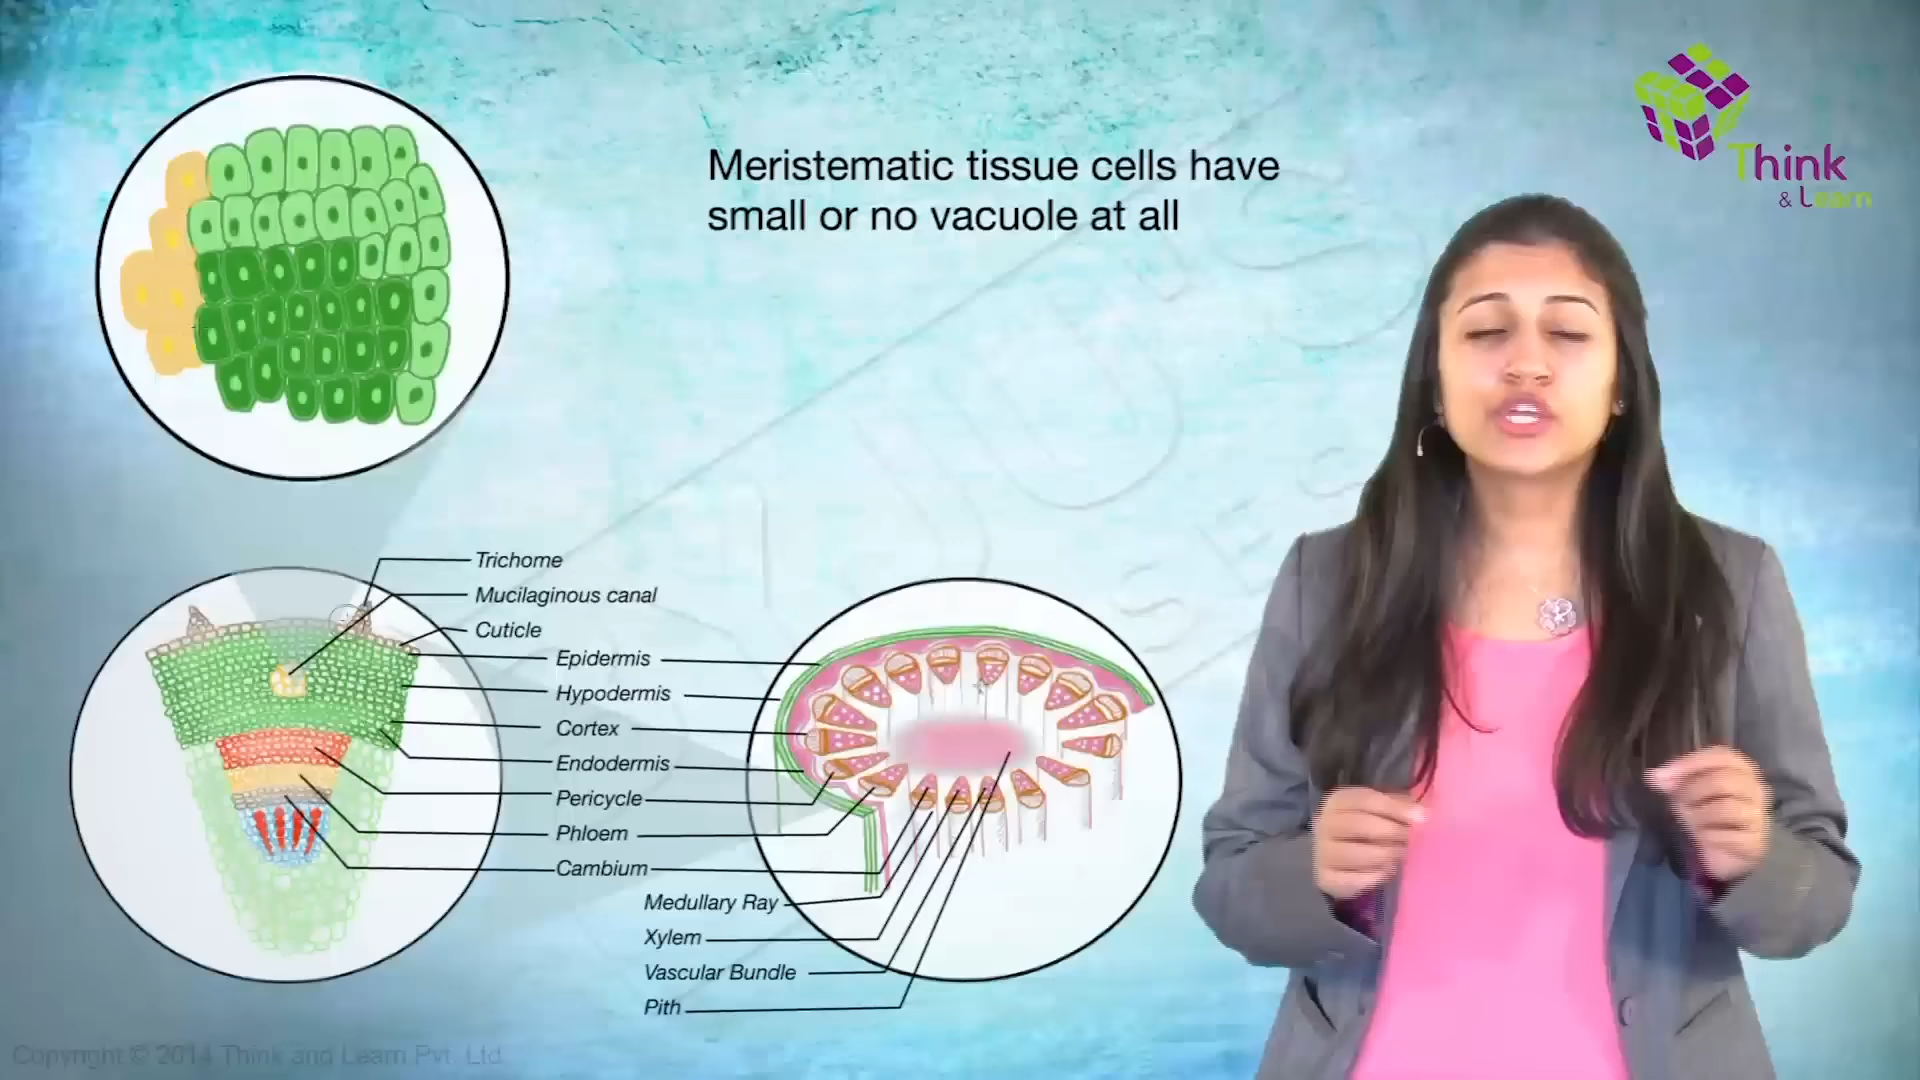 Think
& Learn
Meristematic tissue cells have
small or no vacuole at all
Trichome
Mucilaginous canal
Cuticle
Epidermis
Hypodermis
Cortex
Endodermis
Pericycle
Phloem
Cambium
Medullary Ray
Xylem
Vascular Bundle
Pith
Copyright © 2014 Think and Learn Pvt. Ltd.